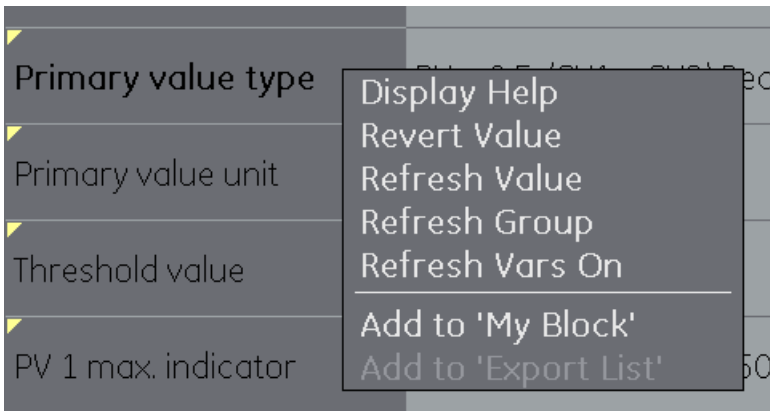 Primary value type
Display Help
Revert Value
Primary value unit
Refresh Value
Refresh Group
Threshold value
Refresh Vars On
Add to 'My Block'
PV 1 max. indicator
Add to 'Export List'